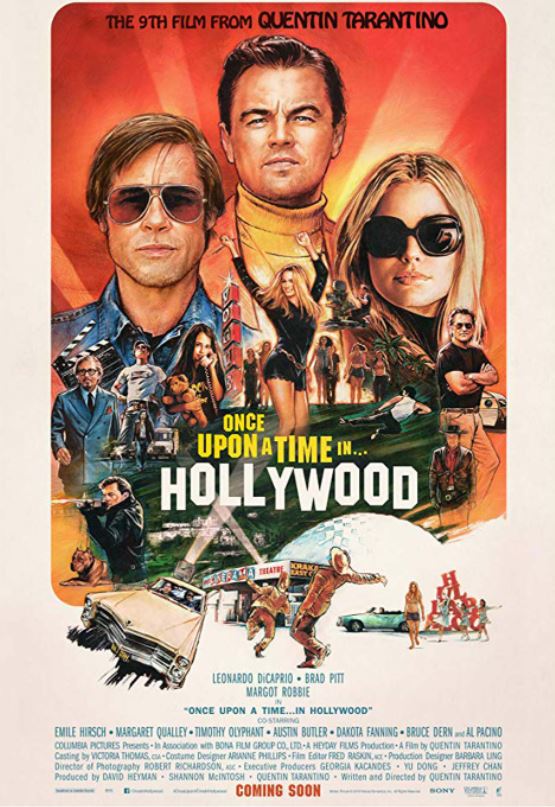 THE 9TH FILM FROM QUENTIN TARANTINO
ONCE
UPON A TIME IN...
HOLLYWOOD
THEATRE
LEONARDO DiCAPRIO • BRAD PITT
MARGOT ROBBIE
IN
"ONCE UPON A TIME...IN HOLLYWOOD"
CO-STARRING
EMILE HIRSCH • MARGARET QUALLEY • TIMOTHY OLYPHANT • AUSTIN BUTLER • DAKOTA FANNING • BRUCE DERN and AL PACINO
COLUMBIA PICTURES Presents • In Association with BONA FILM GROUP CO., LTD. • A HEYDAY FILMS Production • A Film by QUENTIN TARANTINO
Casting by VICTORIA THOMAS, CSA • Costume Designer ARIANNE PHILLIPS • Film Editor FRED RASKIN, ACE • Production Designer BARBARA LING
Director of Photography ROBERT RICHARDSON, ASC • Executive Producers GEORGIA KACANDES • YU DONG • JEFFREY CHAN
Produced by DAVID HEYMAN • SHANNON McINTOSH • QUENTIN TARANTINO • Written and Directed by QUENTIN TARANTINO
COMING SOON
SONY